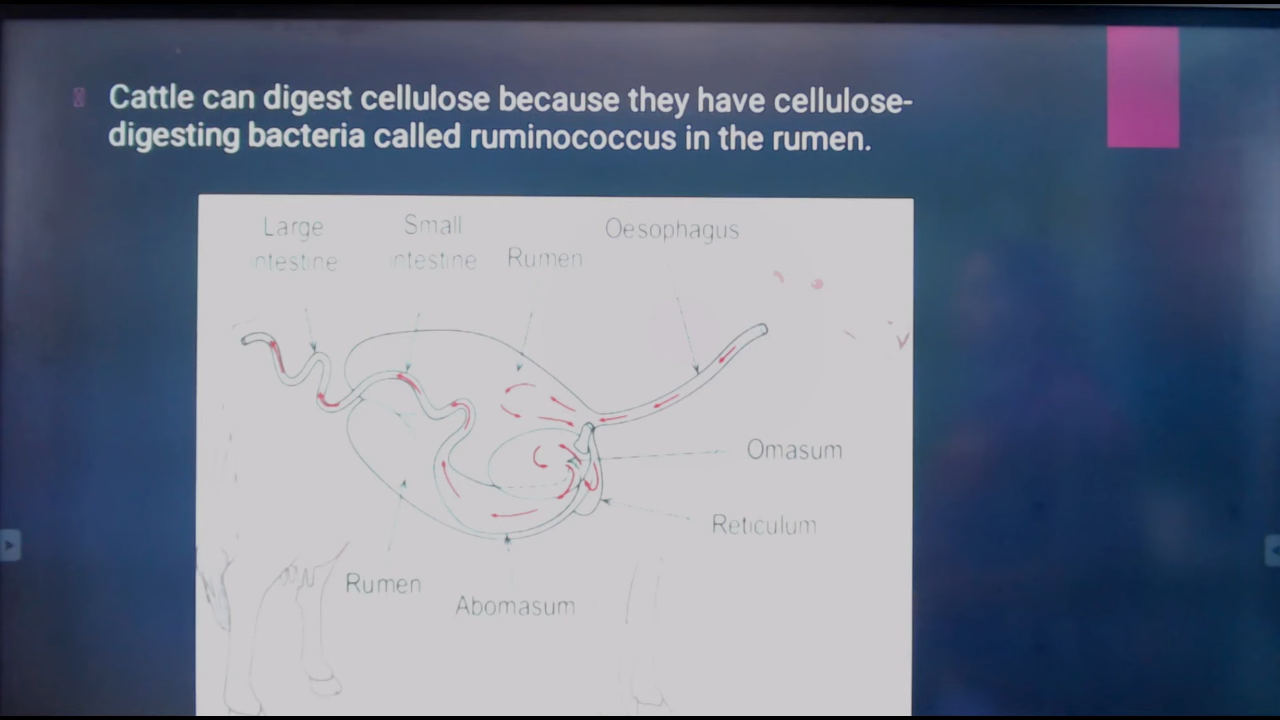 Cattle can digest cellulose because they have cellulose-
digesting bacteria called ruminococcus in the rumen.
Large
intestine
Small
intestine
Rumen
Oesophagus
Omasum
Reticulum
Rumen
Abomasum